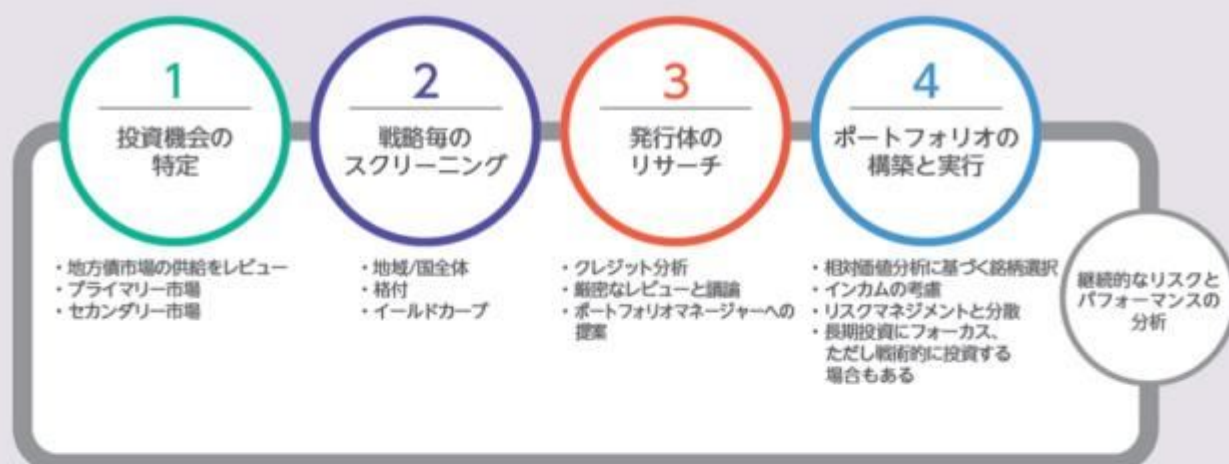 1
投資機会の
特定
・地方債市場の供給をレビュー
・プライマリー市場
・セカンダリー市場
2
戦略毎の
スクリーニング
・地域/国全体
・格付
・イールドカーブ
3
発行体の
リサーチ
・クレジット分析
・厳密なレビューと議論
・ポートフォリオマネージャーへの
提案
4
ポートフォリオの
構築と実行
・相対価値分析に基づく銘柄選択
・インカムの考慮
・リスクマネジメントと分散
・長期投資にフォーカス、
ただし戦術的に投資する
場合もある
継続的なリスクと
パフォーマンスの
分析